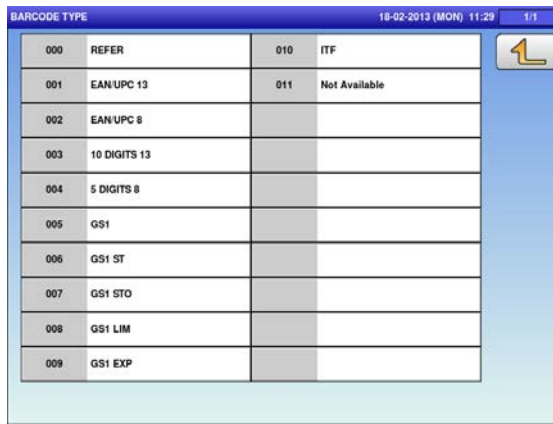 BARCODE TYPE 18-02-2013 (MON) 11:29 1/1
000 REFER 010 ITF
001 EAN/UPC 13 011 Not Available
002 EAN/UPC 8
003 10 DIGITS 13
004 5 DIGITS 8
005 GS1
006 GS1 ST
007 GS1 STO
008 GS1 LIM
009 GS1 EXP